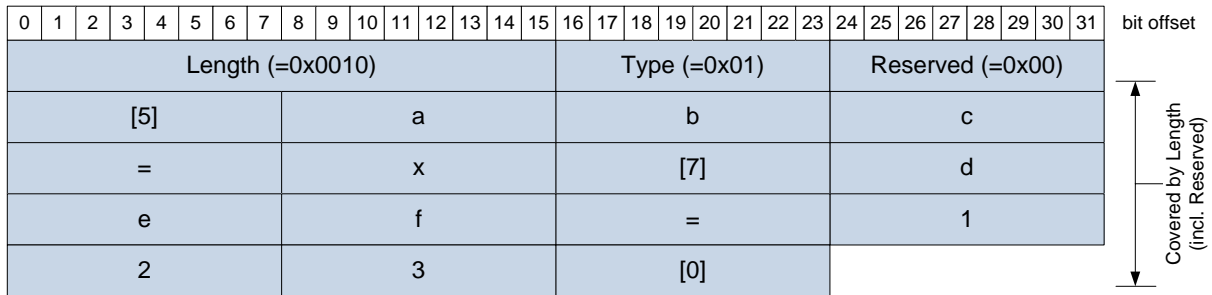 0 1 2 3 4 5 6 7 8 9 10 11 12 13 14 15 16 17 18 19 20 21 22 23 24 25 26 27 28 29 30 31 bit offset
Length (=0x0010) Type (=0x01) Reserved (=0x00)
[5] a b c
= x [7] d
e f = 1
2 3 [0]
Covered by Length
(incl. Reserved)